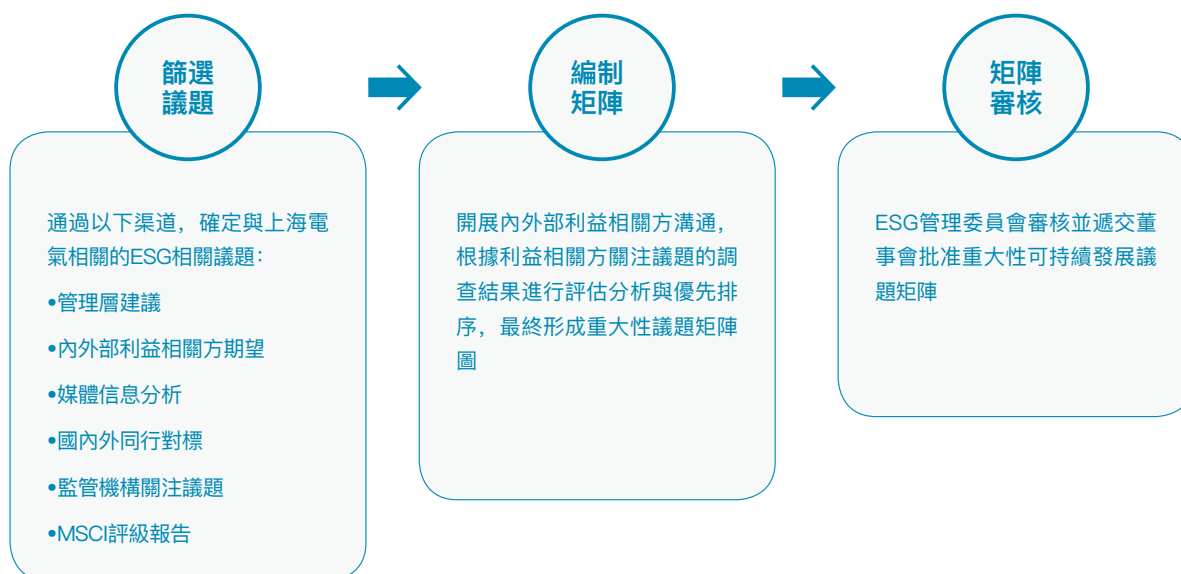 篩選
議題
通過以下渠道，確定與上海電
氣相關的ESG相關議題：
•管理層建議
•內外部利益相關方期望
•媒體信息分析
•國內外同行對標
•監管機構關注議題
•MSCI評級報告
編制
矩陣
開展內外部利益相關方溝通，
根據利益相關方關注議題的調
查結果進行評估分析與優先排
序，最終形成重大性議題矩陣
圖
矩陣
審核
ESG管理委員會審核並遞交董
事會批准重大性可持續發展議
題矩陣